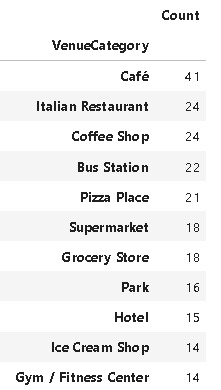 Count
VenueCategory
Café 41
Italian Restaurant 24
Coffee Shop 24
Bus Station 22
Pizza Place 21
Supermarket 18
Grocery Store 18
Park 16
Hotel 15
Ice Cream Shop 14
Gym / Fitness Center 14